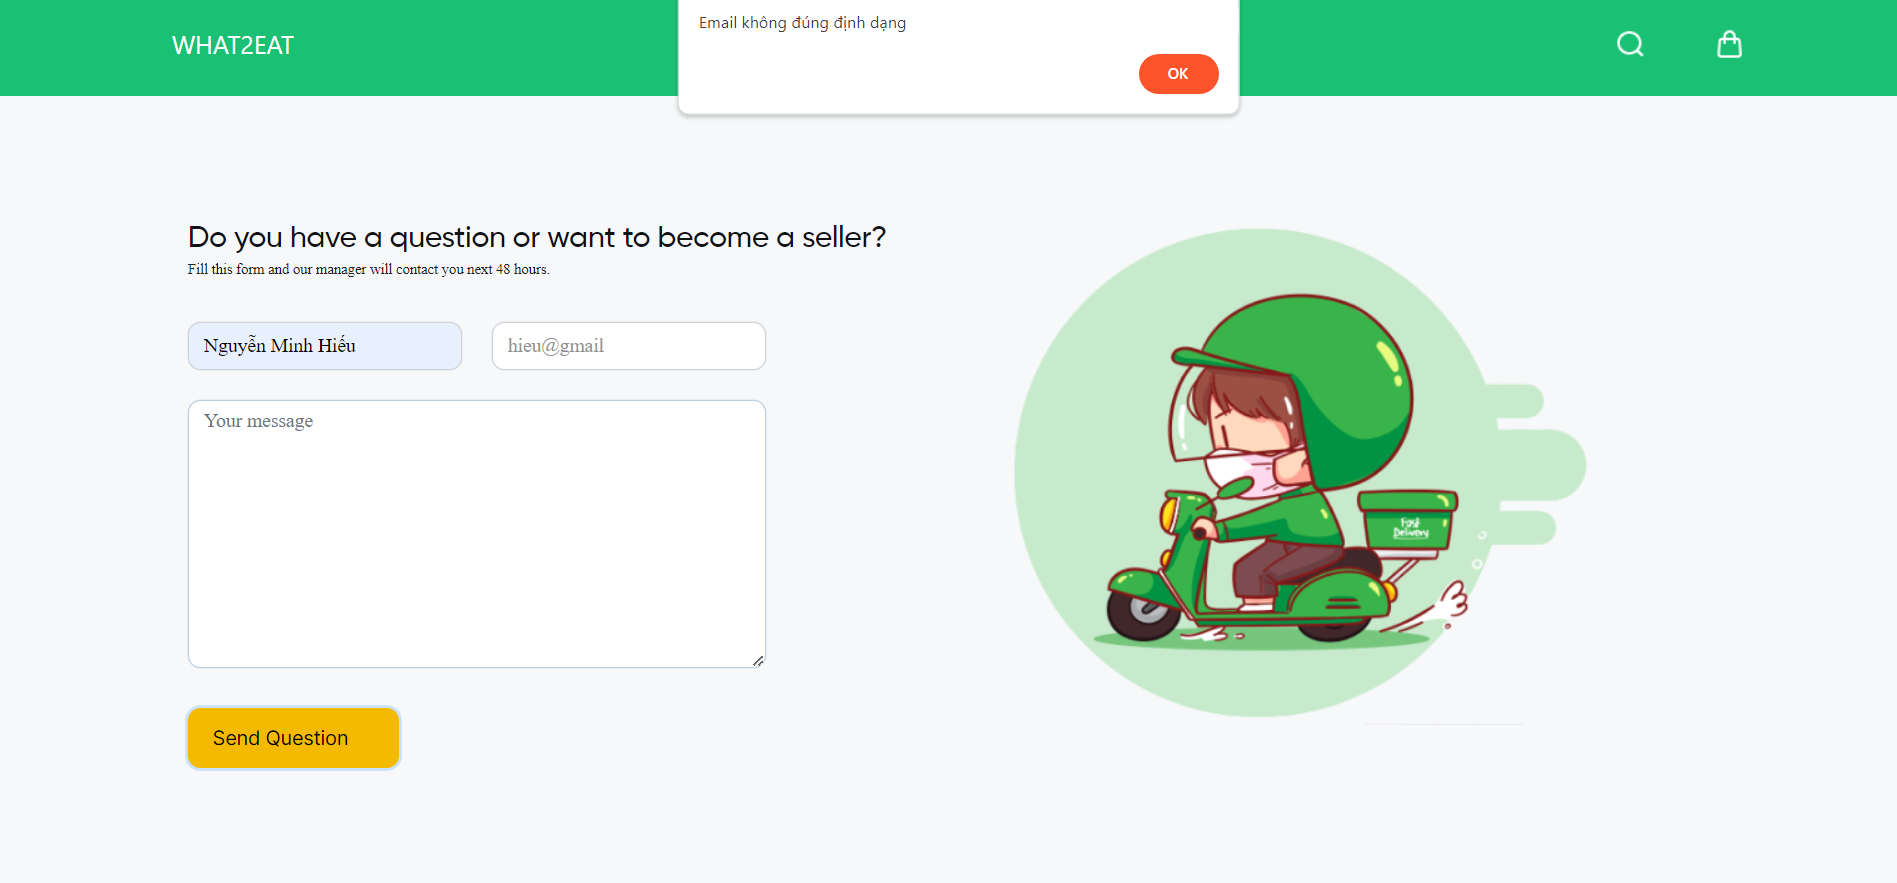 WHAT2EAT
Email không đúng định dạng
OK
Do you have a question or want to become a seller?
Fill this form and our manager will contact you next 48 hours.
Nguyễn Minh Hiếu
hieu@gmail
Your message
Fast
Delivery
Send Question